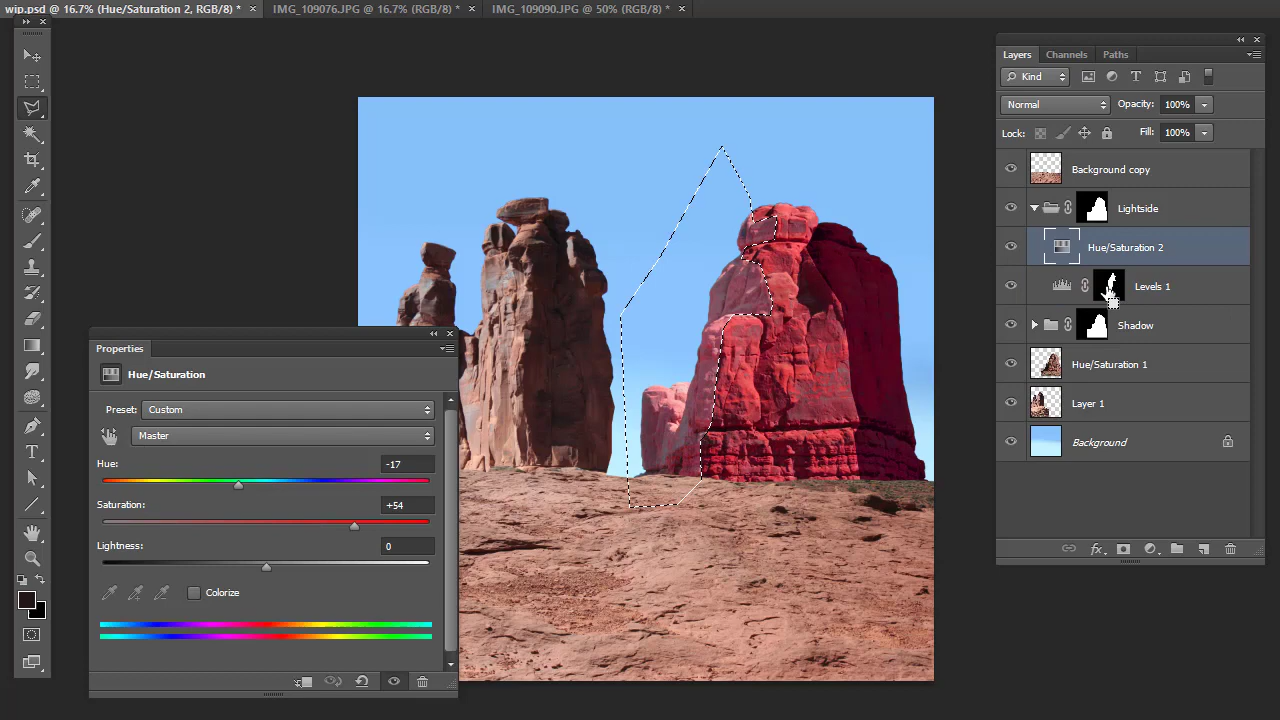 wip.psd @ 16.7% (Hue/Saturation 2, RGB/8) * IMG_109076.JPG @ 16.7% (RGB/8) * IMG_109090.JPG @ 50% (RGB/8) *
Layers Channels Paths
Kind
Normal Opacity: 100%
Lock: Fill: 100%
Background copy
Lightside
Hue/Saturation 2
Levels 1
Shadow
Hue/Saturation 1
Layer 1
Background
Properties
Hue/Saturation
Preset: Custom
Master
Hue: -17
Saturation: +54
Lightness: 0
Colorize